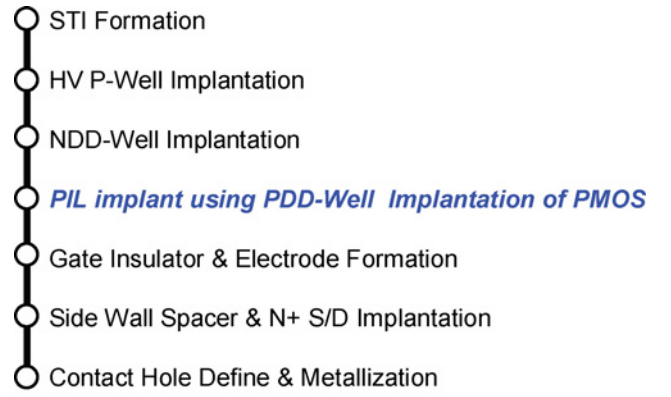 STI Formation
HV P-Well Implantation
NDD-Well Implantation
PIL implant using PDD-Well Implantation of PMOS
Gate Insulator & Electrode Formation
Side Wall Spacer & N+ S/D Implantation
Contact Hole Define & Metallization